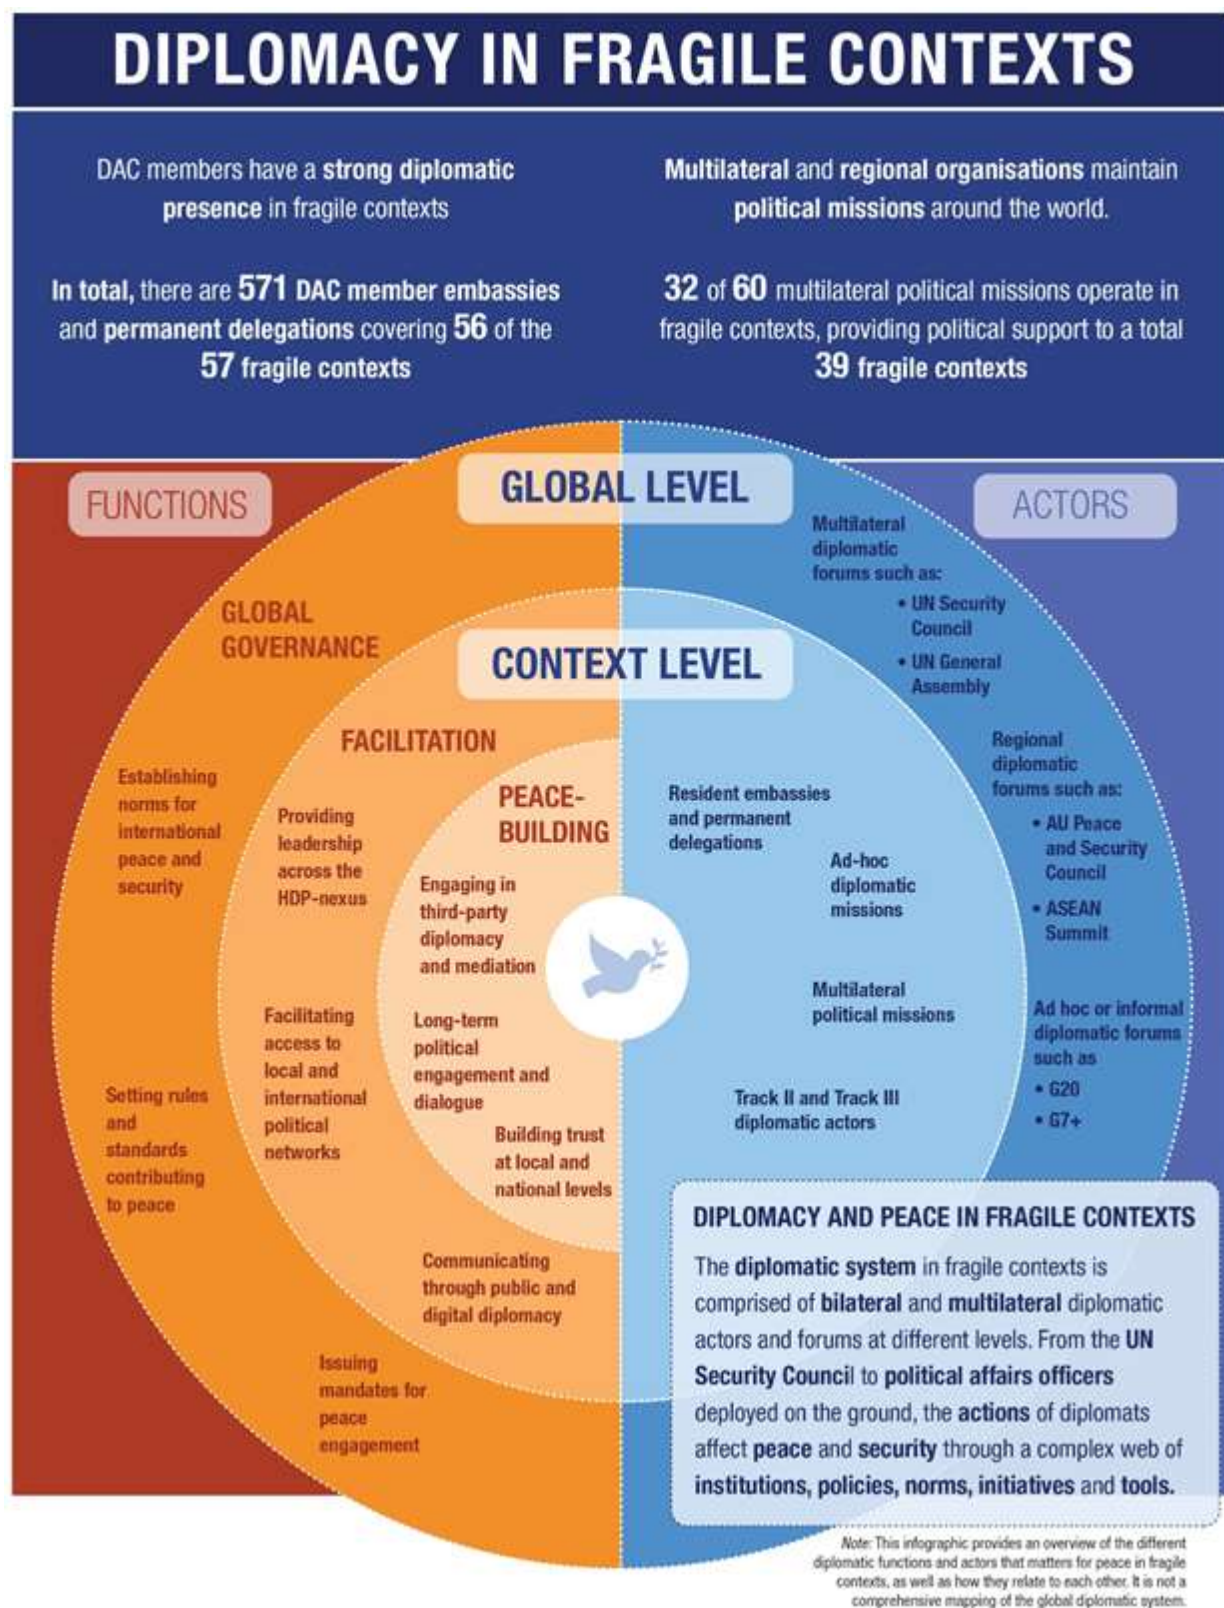 DIPLOMACY IN FRAGILE CONTEXTS
DAC members have a strong diplomatic
presence in fragile contexts
In total, there are 571 DAC member embassies
and permanent delegations covering 56 of the
57 fragile contexts
Multilateral and regional organisations maintain
political missions around the world.
32 of 60 multilateral political missions operate in
fragile contexts, providing political support to a total
39 fragile contexts
FUNCTIONS
GLOBAL LEVEL
ACTORS
GLOBAL
GOVERNANCE
CONTEXT LEVEL
FACILITATION
PEACE-
BUILDING
Establishing
norms for
international
peace and
security
Setting rules
and
standards
contributing
to peace
Issuing
mandates for
peace
engagement
Providing
leadership
across the
HDP-nexus
Facilitating
access to
local and
international
political
networks
Communicating
through public and
digital diplomacy
Engaging in
third-party
diplomacy
and mediation
Long-term
political
engagement and
dialogue
Building trust
at local and
national levels
Resident embassies
and permanent
delegations
Ad-hoc
diplomatic
missions
Multilateral
political missions
Track II and Track III
diplomatic actors
Multilateral
diplomatic
forums such as:
• UN Security
Council
• UN General
Assembly
Regional
diplomatic
forums such as:
• AU Peace
and Security
Council
• ASEAN
Summit
Ad hoc or informal
diplomatic forums
such as
• G20
• G7+
DIPLOMACY AND PEACE IN FRAGILE CONTEXTS
The diplomatic system in fragile contexts is
comprised of bilateral and multilateral diplomatic
actors and forums at different levels. From the UN
Security Council to political affairs officers
deployed on the ground, the actions of diplomats
affect peace and security through a complex web of
institutions, policies, norms, initiatives and tools.
Note: This infographic provides an overview of the different
diplomatic functions and actors that matters for peace in fragile
contexts, as well as how they relate to each other. It is not a
comprehensive mapping of the global diplomatic system.